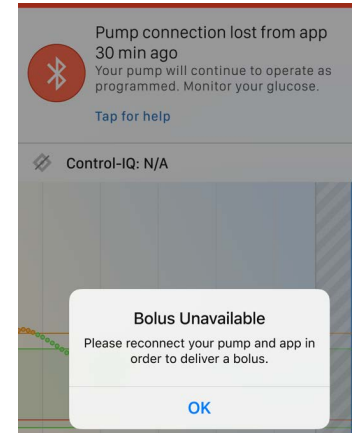 Pump connection lost from app
30 min ago
Your pump will continue to operate as
programmed. Monitor your glucose.
Tap for help
Control-IQ: N/A
Bolus Unavailable
Please reconnect your pump and app in
order to deliver a bolus.
OK